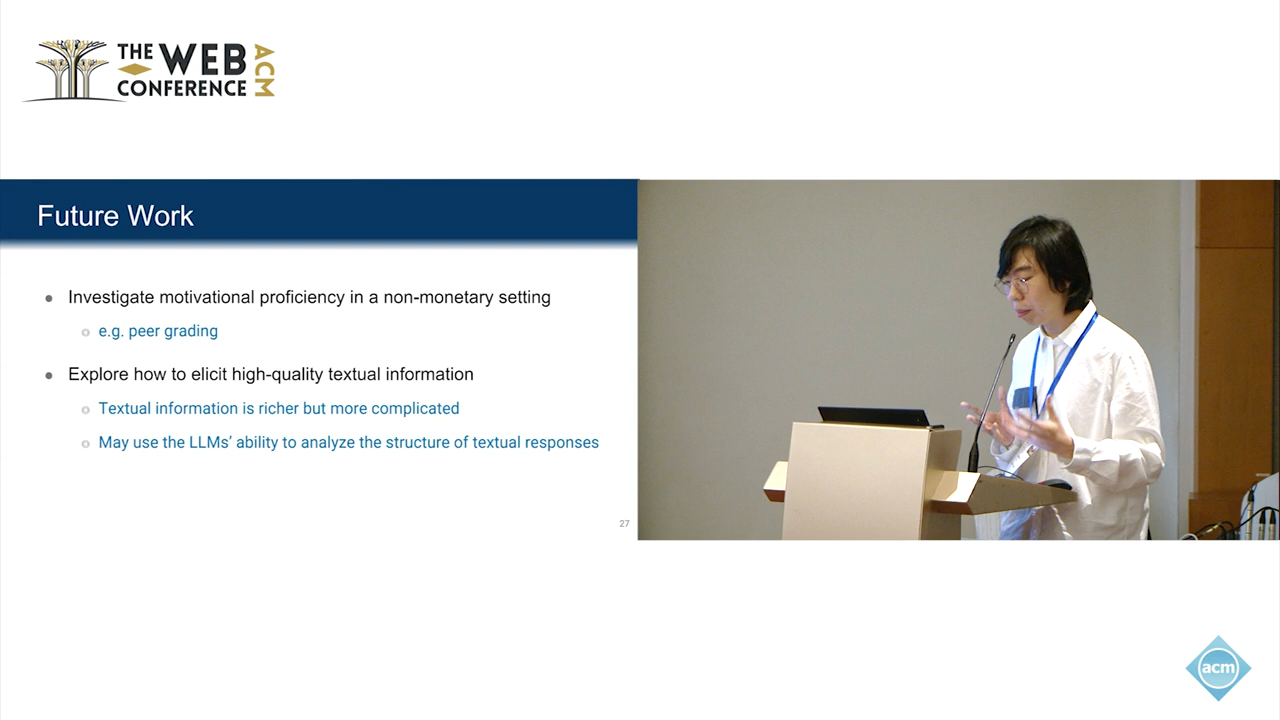 THE WEB
CONFERENCE
ACM
Future Work
Investigate motivational proficiency in a non-monetary setting
e.g. peer grading
Explore how to elicit high-quality textual information
Textual information is richer but more complicated
May use the LLMs’ ability to analyze the structure of textual responses
27
acm